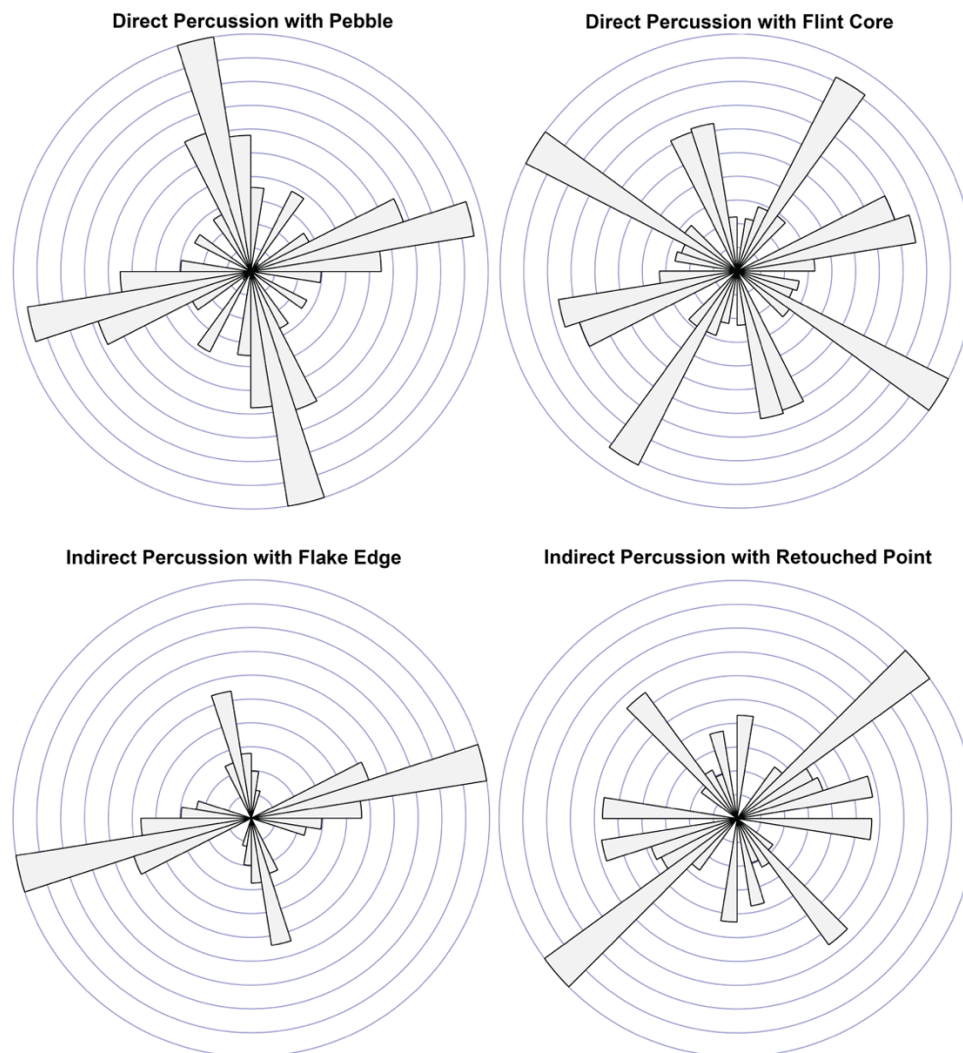 Direct Percussion with Pebble
Direct Percussion with Flint Core
Indirect Percussion with Flake Edge
Indirect Percussion with Retouched Point